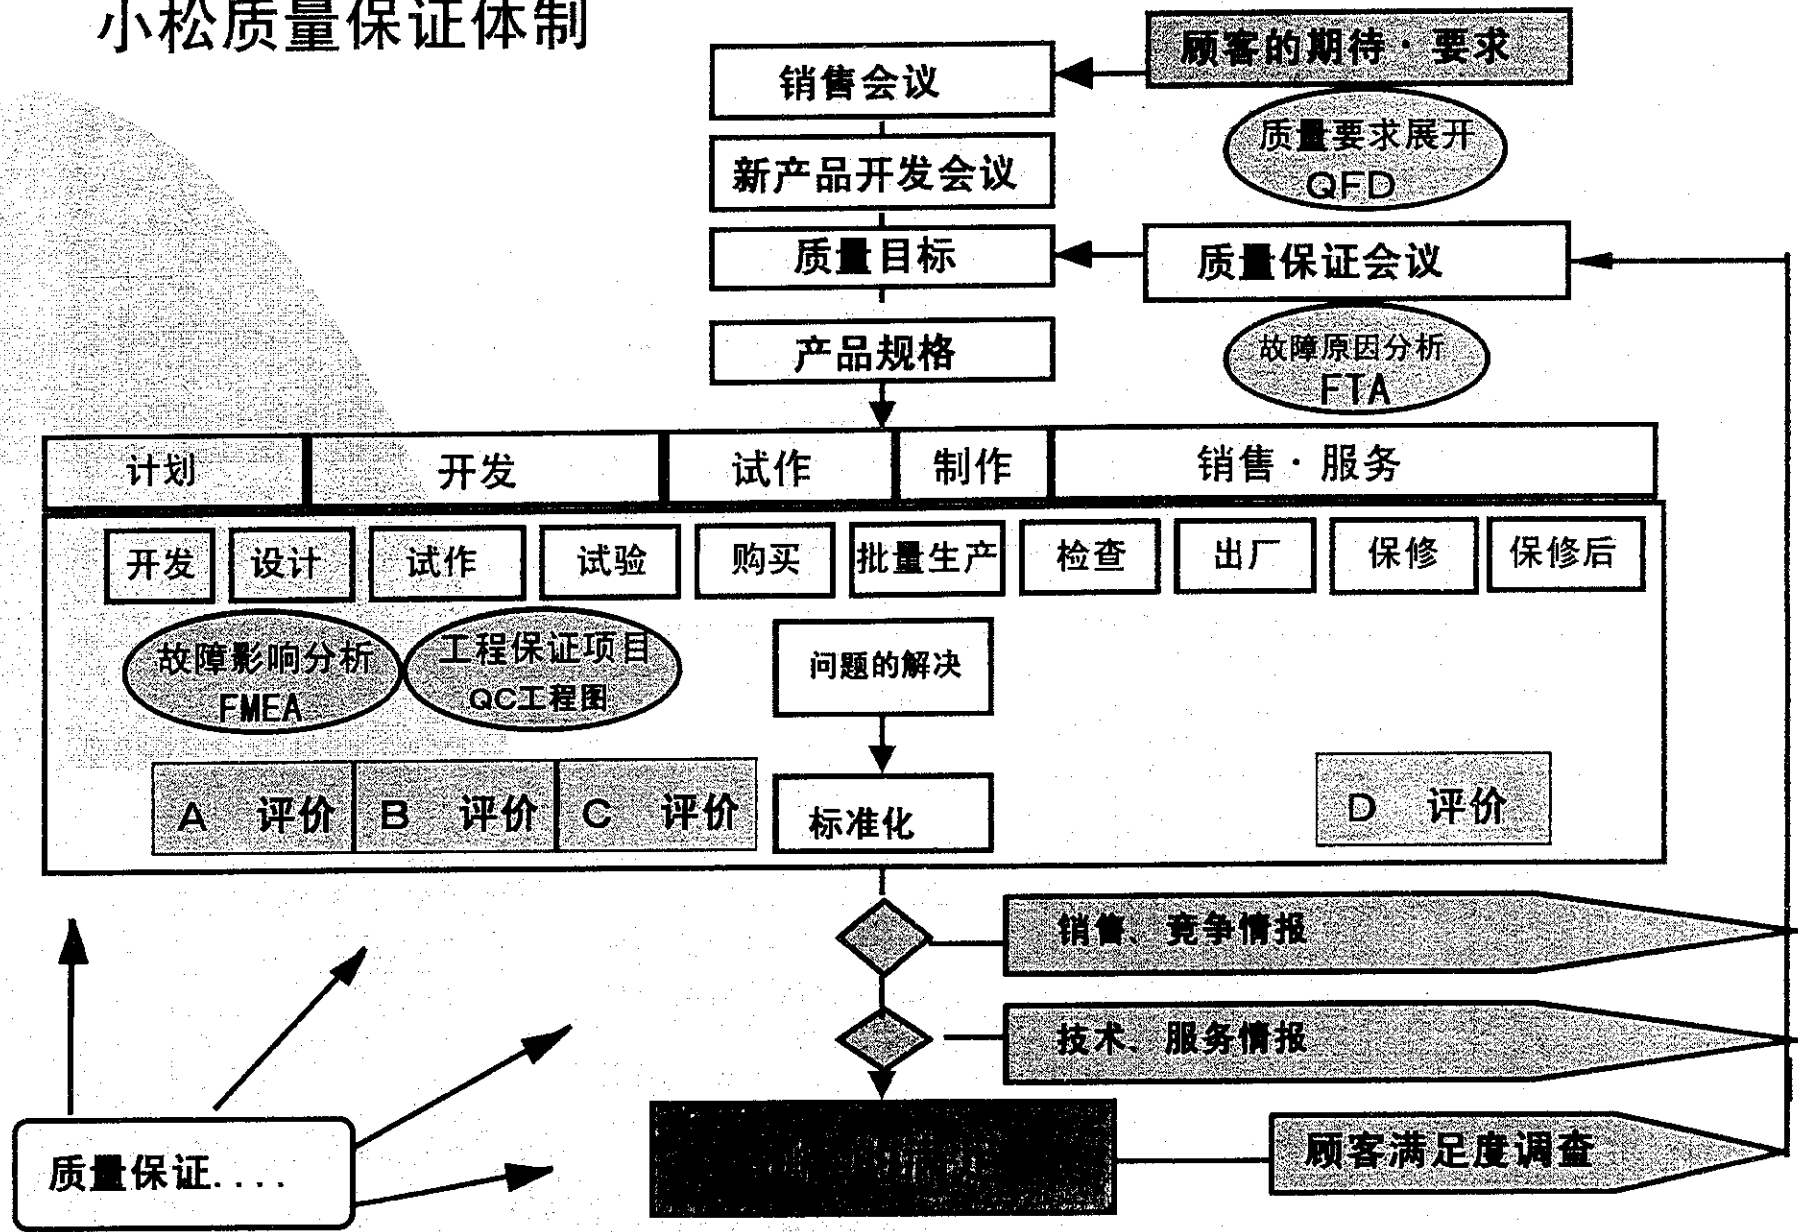 小松质量保证体制
顾客的期待·要求
销售会议
质量要求展开
QFD
新产品开发会议
质量目标
质量保证会议
产品规格
故障原因分析
FTA
计划
开发
试作
制作
销售·服务
开发
设计
试作
试验
购买
批量生产
检查
出厂
保修
保修后
故障影响分析
FMEA
工程保证项目
QC工程图
问题的解决
A 评价
B 评价
C 评价
标准化
D 评价
销售、竞争情报
技术、服务情报
质量保证....
顾客满足度调查